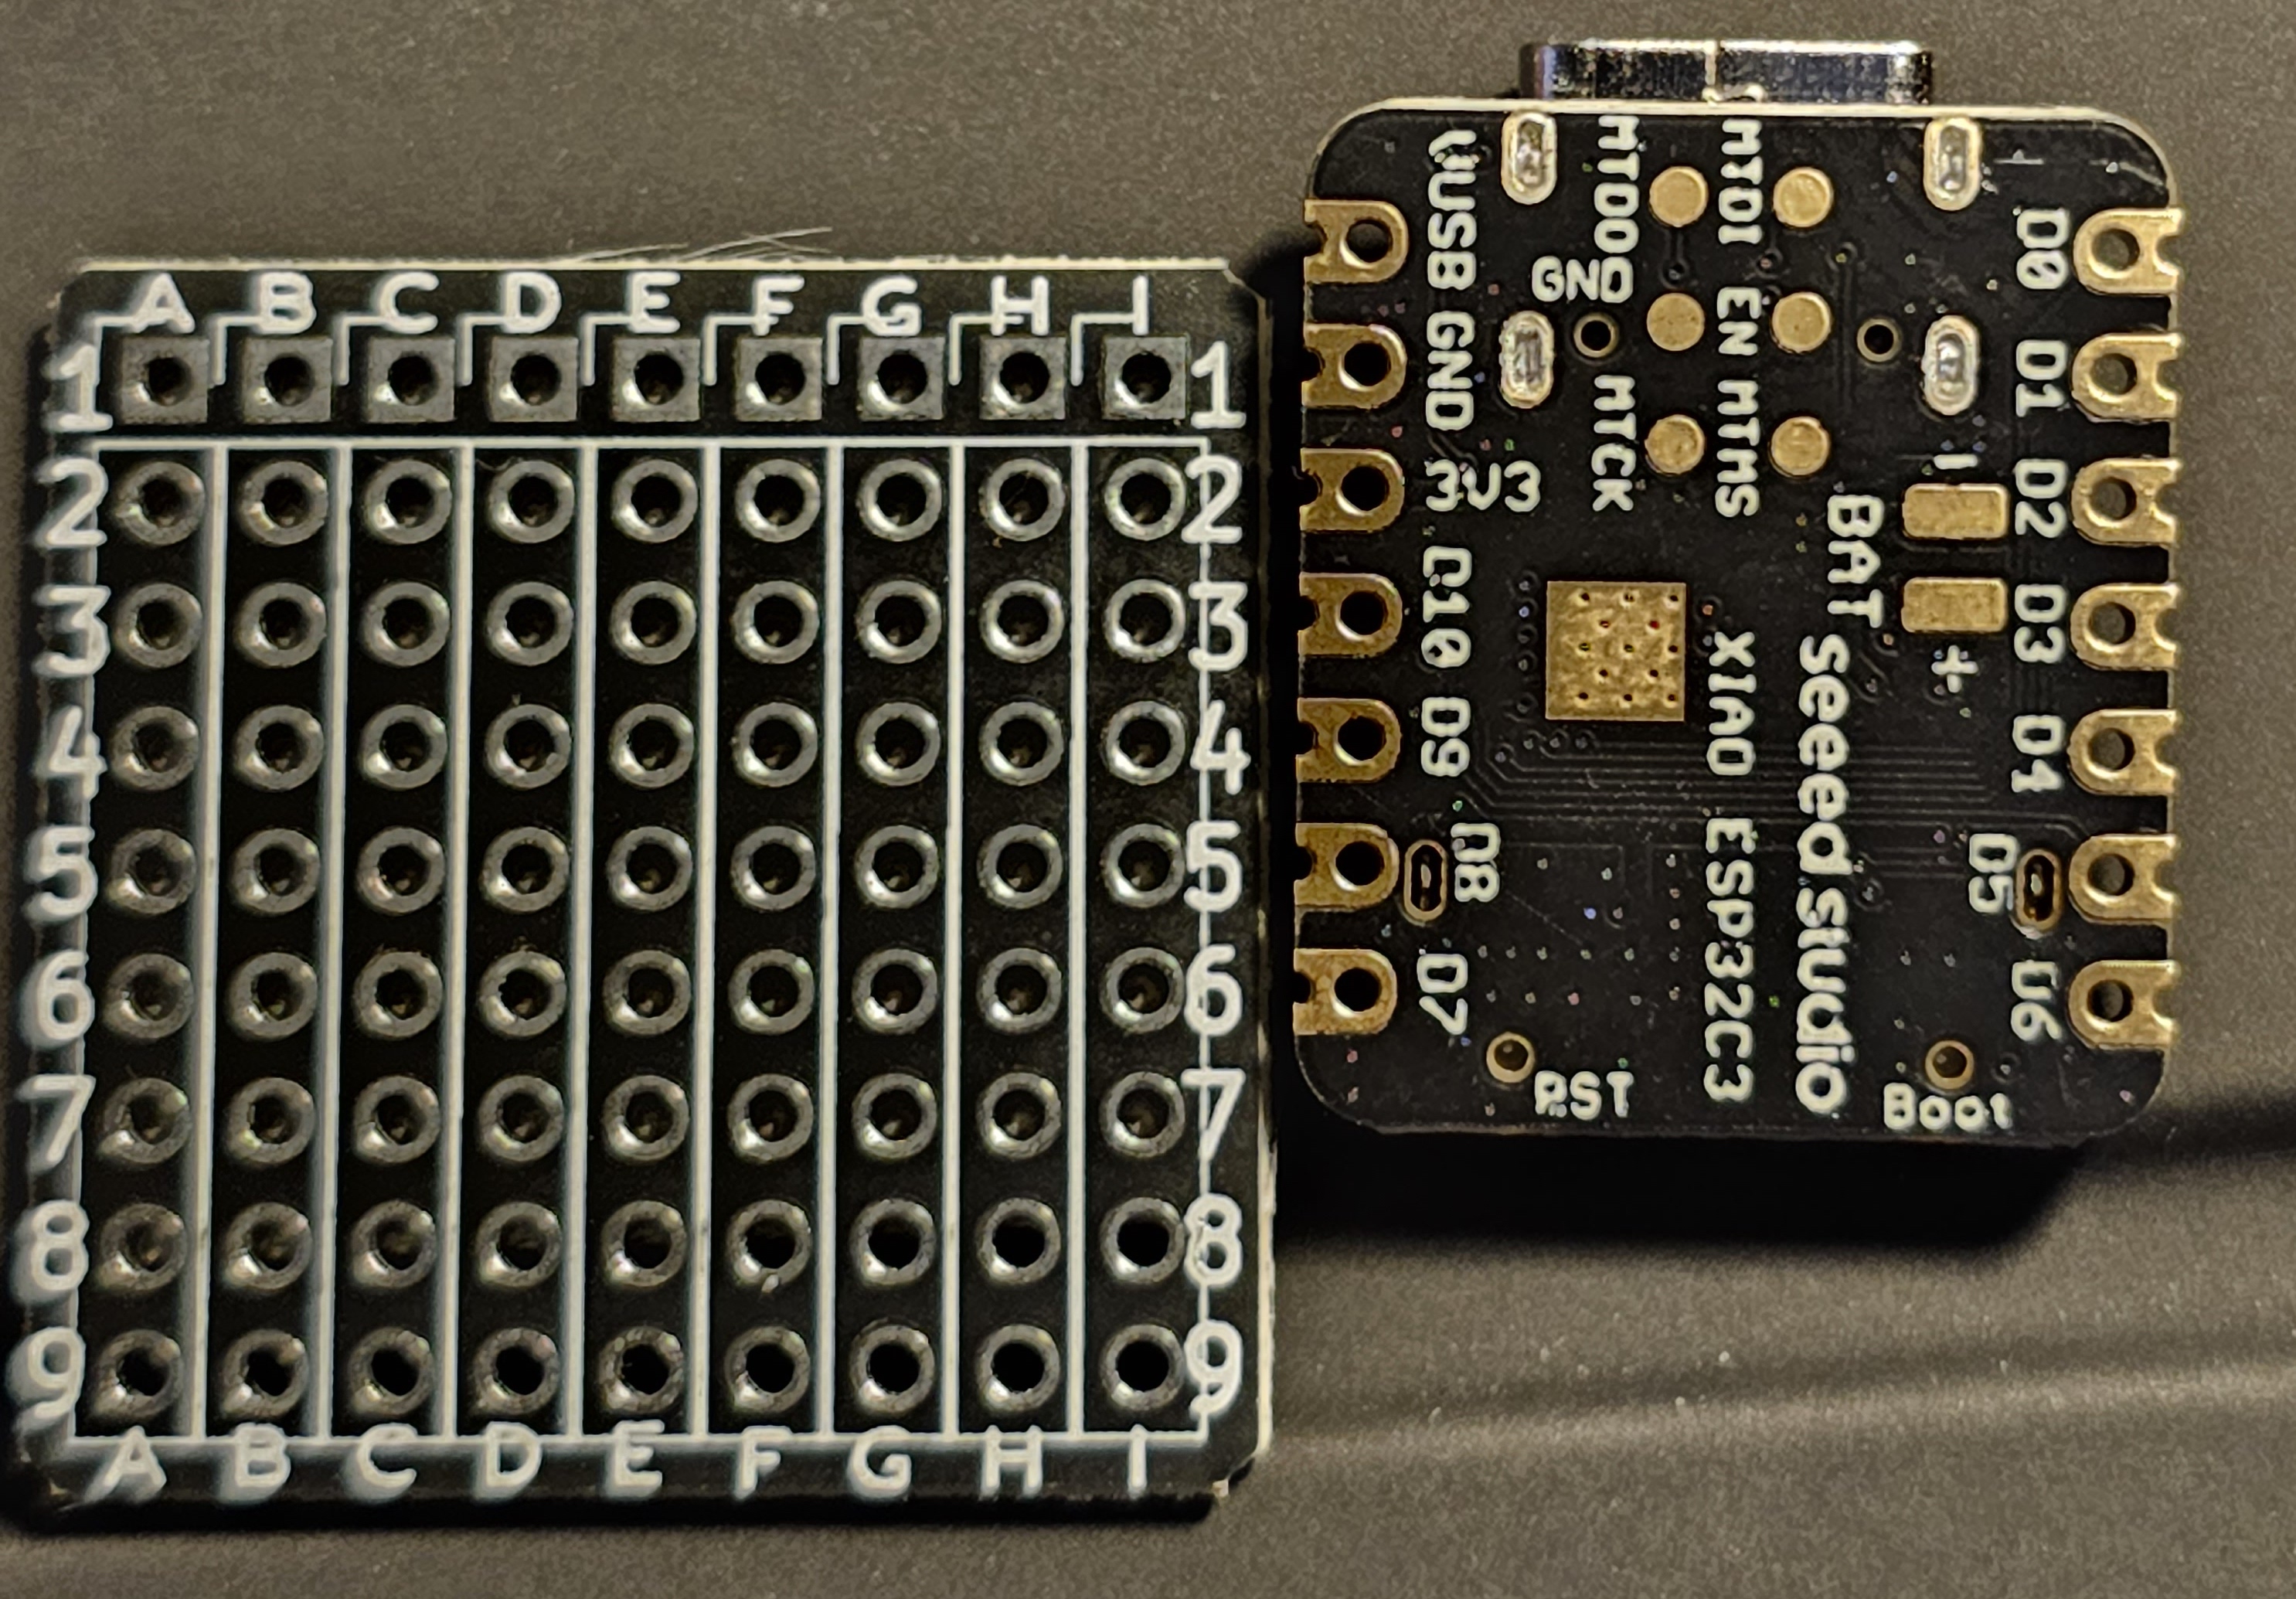 A B C D E F G H I
1 1
2 2
3 3
4 4
5 5
6 6
7 7
8 8
9 9
A B C D E F G H I
VUSB
GND
3V3
D10
D9
D8
D7
MTDO
GND
MTCK
MTDI
EN
MTMS
BAT
-
+
XIAO ESP32C3
seeed studio
D0
D1
D2
D3
D4
D5
D6
RST
Boot